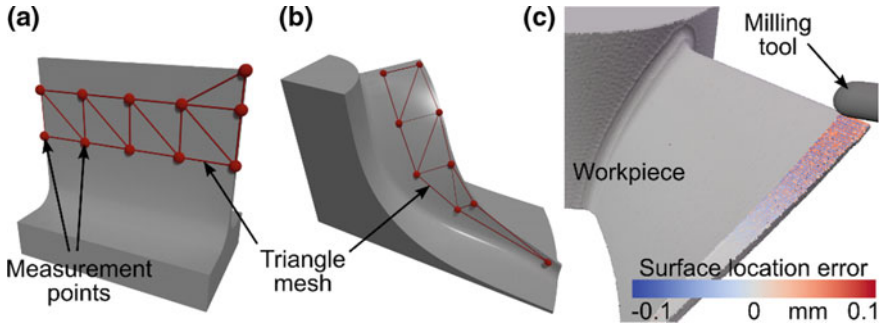 (a)
(b)
(c)
Milling
tool
Workpiece
Measurement
points
Triangle
mesh
Surface location error
-0.1 0 mm 0.1